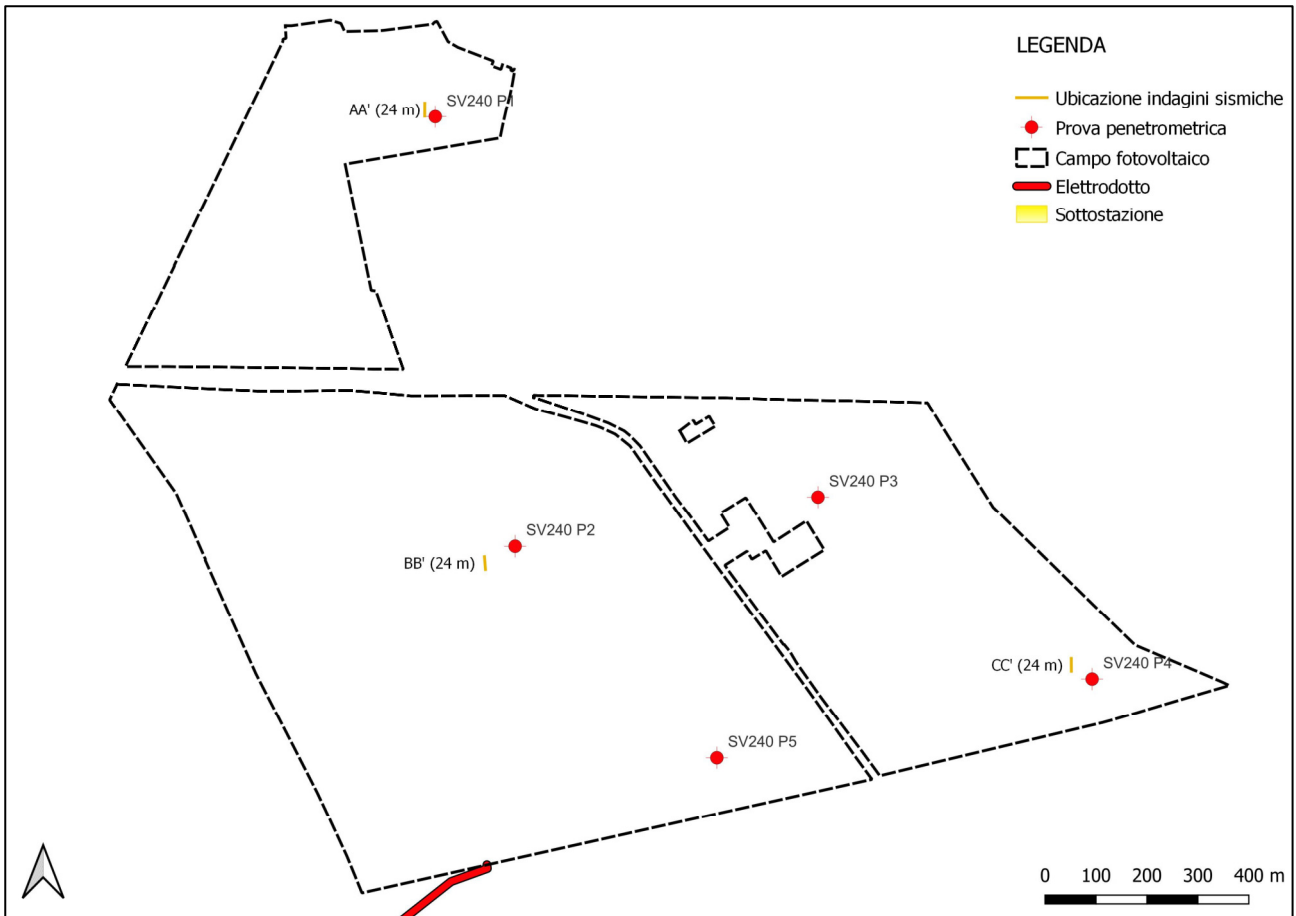 LEGENDA
Ubicazione indagini sismiche
Prova penetrometrica
Campo fotovoltaico
Elettrodotto
Sottostazione
AA' (24 m)
SV240 P1
SV240 P3
SV240 P2
BB' (24 m)
CC' (24 m)
SV240 P4
SV240 P5
0 100 200 300 400 m